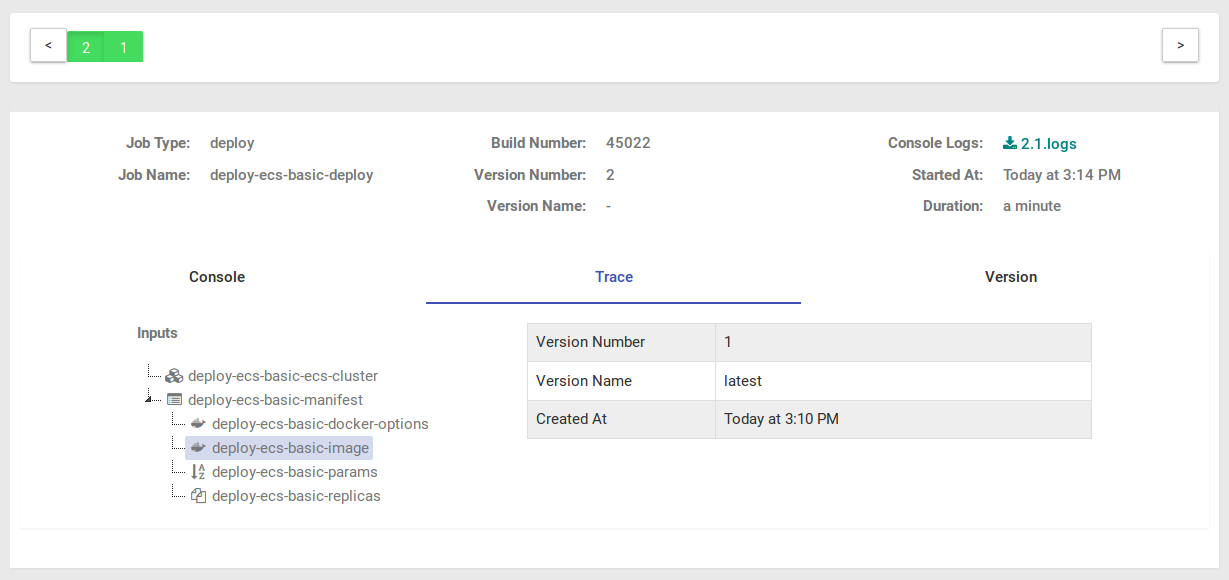 < 2 1 >
Job Type: deploy Build Number: 45022 Console Logs: 2.1.logs
Job Name: deploy-ecs-basic-deploy Version Number: 2 Started At: Today at 3:14 PM
Version Name: - Duration: a minute
Console Trace Version
Inputs
deploy-ecs-basic-ecs-cluster
deploy-ecs-basic-manifest
deploy-ecs-basic-docker-options
deploy-ecs-basic-image
deploy-ecs-basic-params
deploy-ecs-basic-replicas
Version Number 1
Version Name latest
Created At Today at 3:10 PM